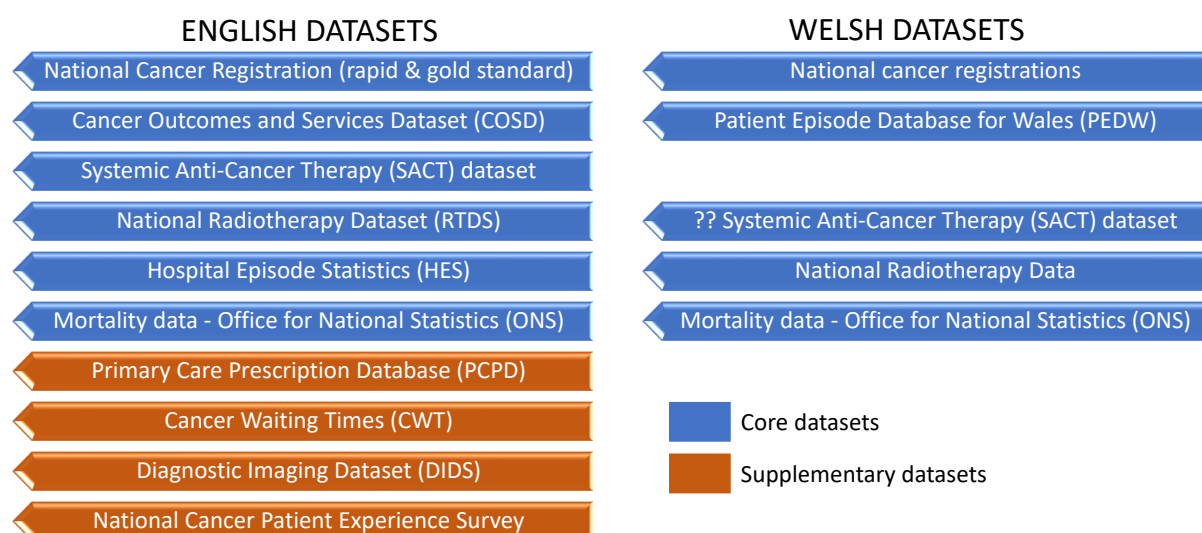 ENGLISH DATASETS
National Cancer Registration (rapid & gold standard)
Cancer Outcomes and Services Dataset (COSD)
Systemic Anti-Cancer Therapy (SACT) dataset
National Radiotherapy Dataset (RTDS)
Hospital Episode Statistics (HES)
Mortality data - Office for National Statistics (ONS)
Primary Care Prescription Database (PCPD)
Cancer Waiting Times (CWT)
Diagnostic Imaging Dataset (DIDS)
National Cancer Patient Experience Survey
WELSH DATASETS
National cancer registrations
Patient Episode Database for Wales (PEDW)
?? Systemic Anti-Cancer Therapy (SACT) dataset
National Radiotherapy Data
Mortality data - Office for National Statistics (ONS)
Core datasets
Supplementary datasets